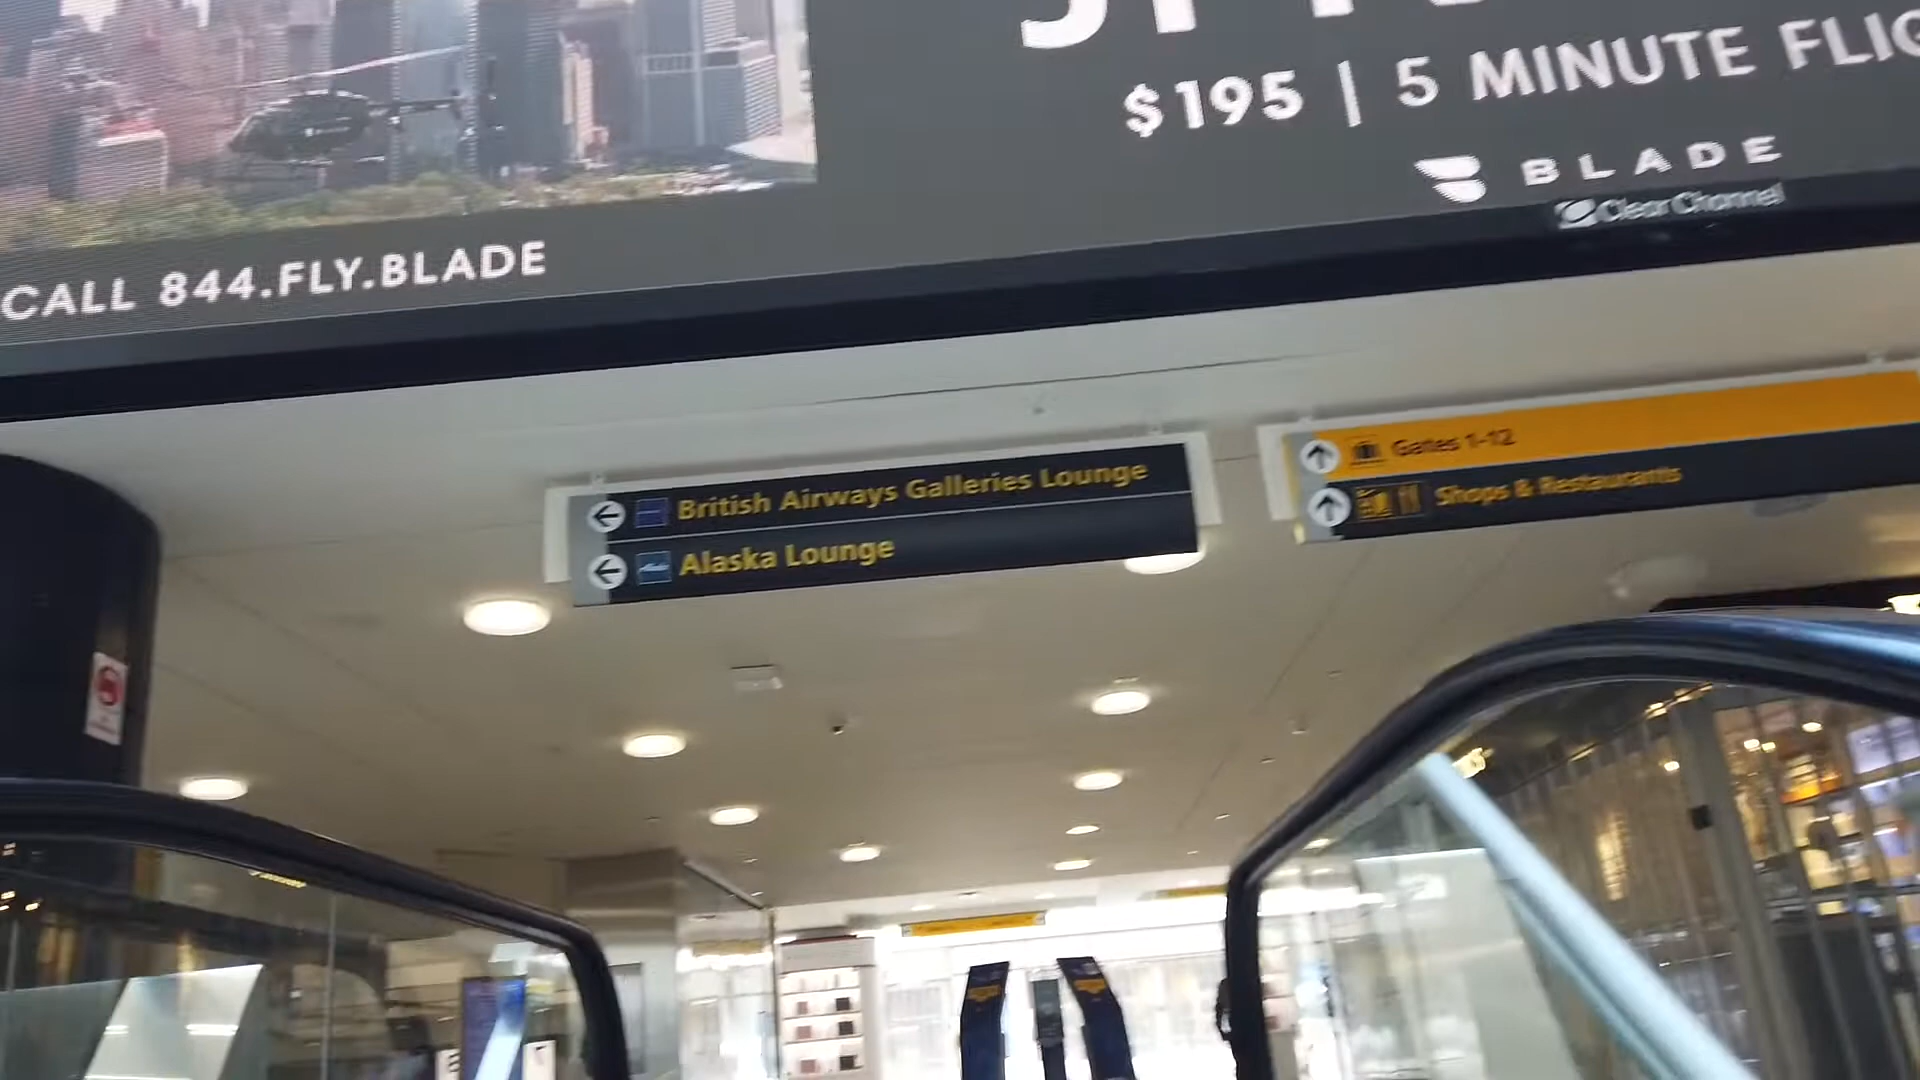 $195 | 5 MINUTE
BLADE
Clear Channel
CALL 844.FLY.BLADE
British Airways Galleries Lounge
Alaska Lounge
Gates 1-12
Shops & Restaurants